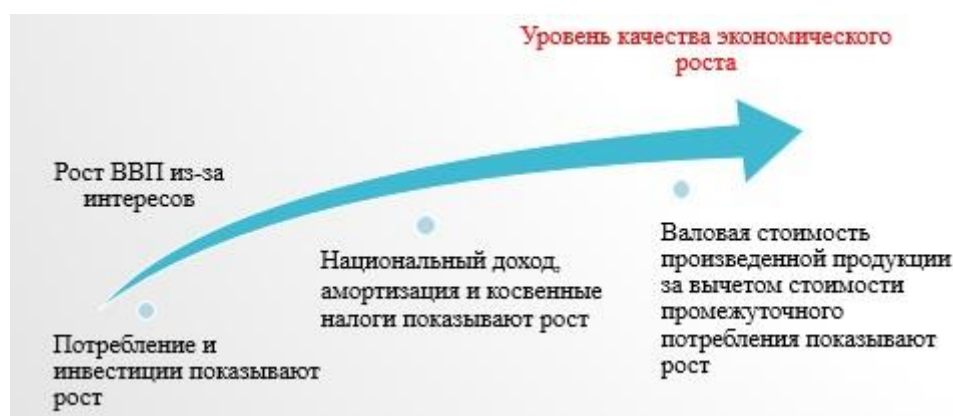 Уровень качества экономического
роста
Рост ВВП из-за
интересов
Потребление и
инвестиции показывают
рост
Национальный доход,
амортизация и косвенные
налоги показывают рост
Валовая стоимость
произведенной продукции
за вычетом стоимости
промежуточного
потребления показывают
рост